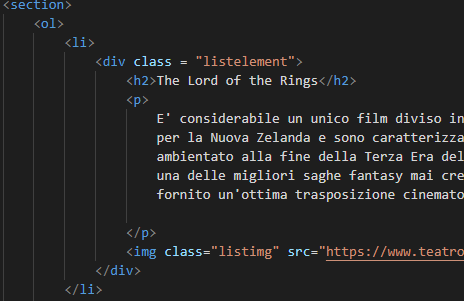 <section>
<ol>
<li>
<div class = "listelement">
<h2>The Lord of the Rings</h2>
<p>
E' considerabile un unico film diviso in
per la Nuova Zelanda e sono caratterizza
ambientato alla fine della Terza Era del
una delle migliori saghe fantasy mai cre
fornito un'ottima trasposizione cinemato
</p>
<img class="listimg" src="https://www.teatro
</div>
</li>